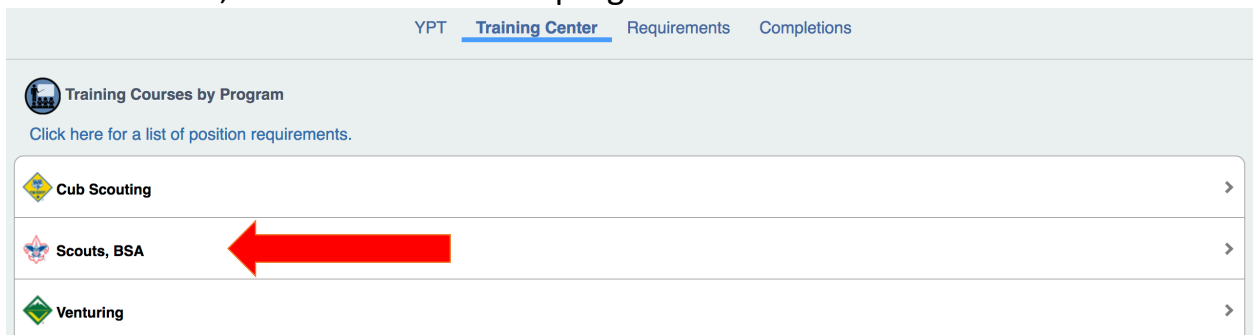 YPT Training Center Requirements Completions
Training Courses by Program
Click here for a list of position requirements.
Cub Scouting
Scouts, BSA
Venturing